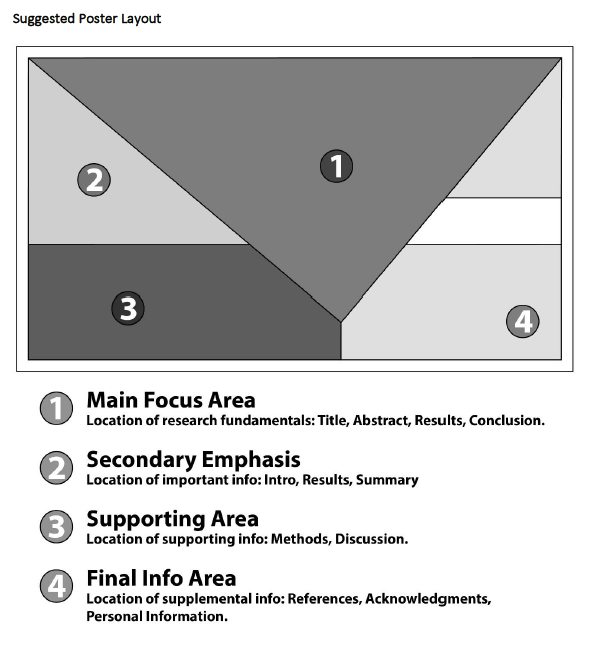 Suggested Poster Layout
1
2
3
4
1 Main Focus Area
Location of research fundamentals: Title, Abstract, Results, Conclusion.
2 Secondary Emphasis
Location of important info: Intro, Results, Summary
3 Supporting Area
Location of supporting info: Methods, Discussion.
4 Final Info Area
Location of supplemental info: References, Acknowledgments,
Personal Information.